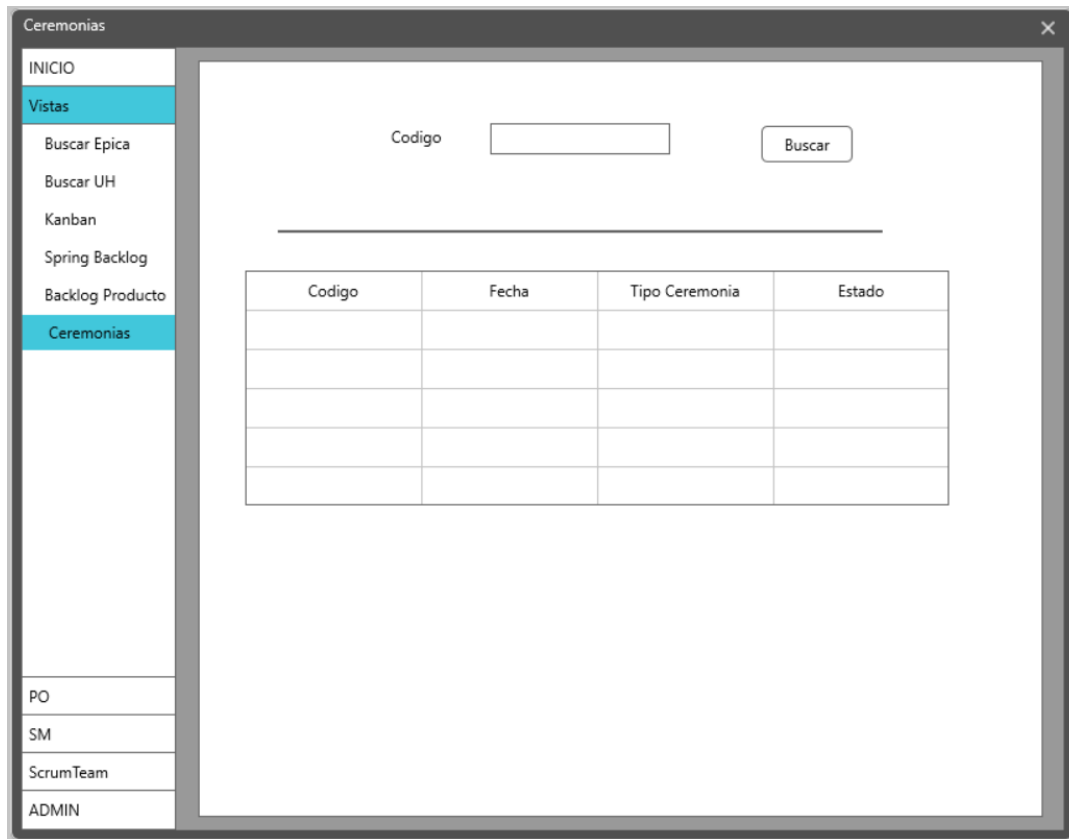 Ceremonias
INICIO
Vistas
Buscar Epica
Buscar UH
Kanban
Spring Backlog
Backlog Producto
Ceremonias
PO
SM
ScrumTeam
ADMIN
Codigo
Buscar
Codigo Fecha Tipo Ceremonia Estado